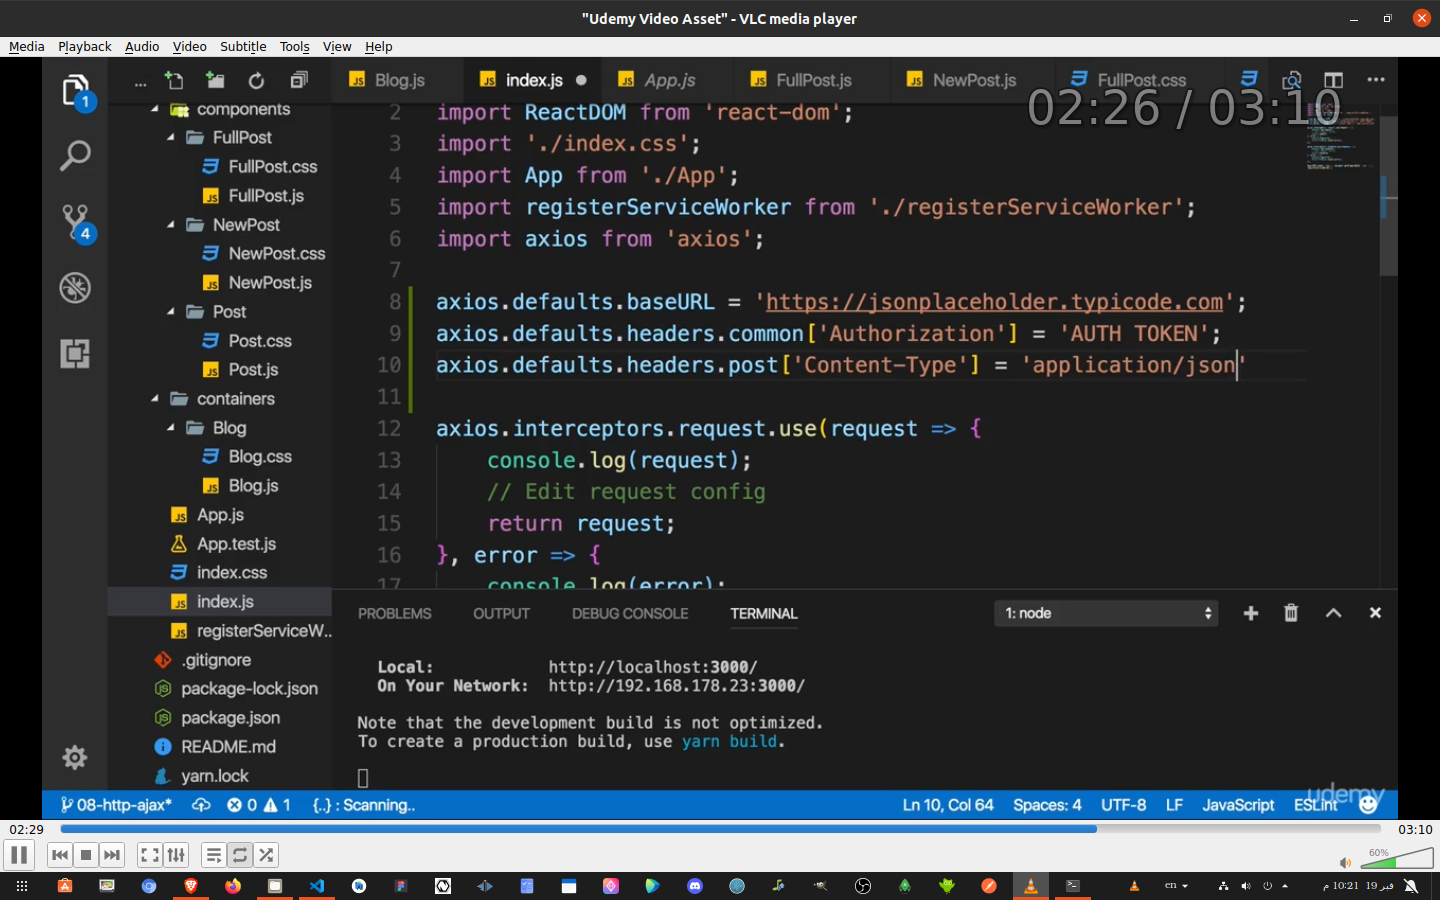 "Udemy Video Asset" - VLC media player
Media Playback Audio Video Subtitle Tools View Help
... Blog.js index.js App.js FullPost.js NewPost.js FullPost.css
02:26 / 03:10
1
4
components
FullPost
FullPost.css
FullPost.js
NewPost
NewPost.css
NewPost.js
Post
Post.css
Post.js
containers
Blog
Blog.css
Blog.js
App.js
App.test.js
index.css
index.js
registerServiceW..
.gitignore
package-lock.json
package.json
README.md
yarn.lock
2 import ReactDOM from 'react-dom';
3 import './index.css';
4 import App from './App';
5 import registerServiceWorker from './registerServiceWorker';
6 import axios from 'axios';
7
8 axios.defaults.baseURL = 'https://jsonplaceholder.typicode.com';
9 axios.defaults.headers.common['Authorization'] = 'AUTH TOKEN';
10 axios.defaults.headers.post['Content-Type'] = 'application/json'
11
12 axios.interceptors.request.use(request => {
13 console.log(request);
14 // Edit request config
15 return request;
16 }, error => {
17 console.log(error);
PROBLEMS OUTPUT DEBUG CONSOLE TERMINAL 1: node
Local: http://localhost:3000/
On Your Network: http://192.168.178.23:3000/
Note that the development build is not optimized.
To create a production build, use yarn build.
08-http-ajax* 0 1 {..} : Scanning.. Ln 10, Col 64 Spaces: 4 UTF-8 LF JavaScript ESLint
udemy
02:29 03:10
60%
en فبر 19 10:21 م